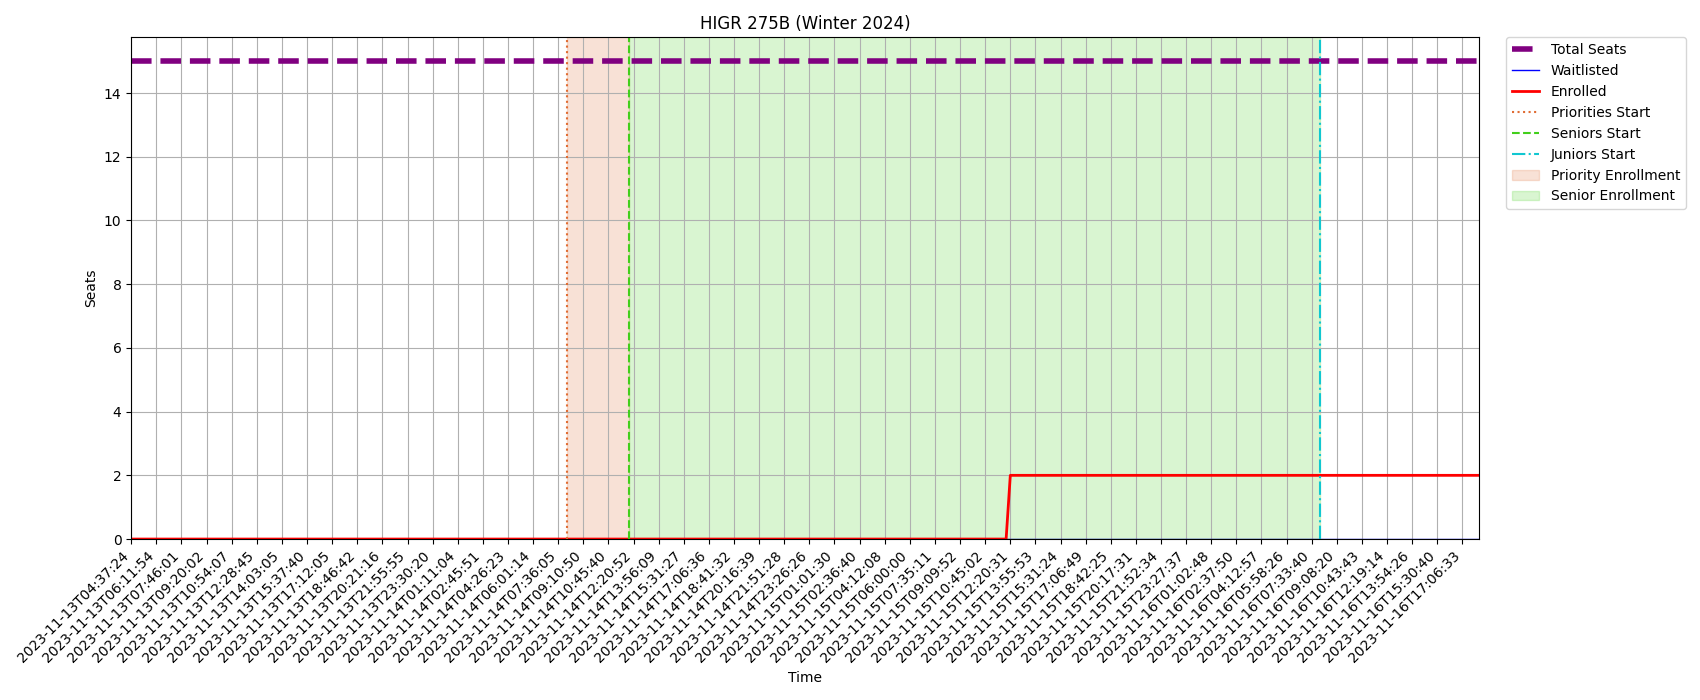 HIGR 275B (Winter 2024)
Total Seats
Waitlisted
Enrolled
Priorities Start
Seniors Start
Juniors Start
Priority Enrollment
Senior Enrollment
Seats
14
12
10
8
6
4
2
0
2023-11-13T04:37:24
2023-11-13T06:11:54
2023-11-13T07:46:01
2023-11-13T09:20:02
2023-11-13T10:54:07
2023-11-13T12:28:45
2023-11-13T14:03:05
2023-11-13T15:37:40
2023-11-13T17:12:05
2023-11-13T18:46:42
2023-11-13T20:21:16
2023-11-13T21:55:55
2023-11-13T23:30:20
2023-11-14T01:11:04
2023-11-14T02:45:51
2023-11-14T04:26:23
2023-11-14T06:01:14
2023-11-14T07:36:05
2023-11-14T09:10:50
2023-11-14T10:45:40
2023-11-14T12:20:52
2023-11-14T13:56:09
2023-11-14T15:31:27
2023-11-14T17:06:36
2023-11-14T18:41:32
2023-11-14T20:16:39
2023-11-14T21:51:28
2023-11-14T23:26:26
2023-11-15T01:01:30
2023-11-15T02:36:40
2023-11-15T04:12:08
2023-11-15T06:00:00
2023-11-15T07:35:11
2023-11-15T09:09:52
2023-11-15T10:45:02
2023-11-15T12:20:31
2023-11-15T13:55:53
2023-11-15T15:31:24
2023-11-15T17:06:49
2023-11-15T18:42:25
2023-11-15T20:17:31
2023-11-15T21:52:34
2023-11-15T23:27:37
2023-11-16T01:02:48
2023-11-16T02:37:50
2023-11-16T04:12:57
2023-11-16T05:58:26
2023-11-16T07:33:40
2023-11-16T09:08:20
2023-11-16T10:43:43
2023-11-16T12:19:14
2023-11-16T13:54:26
2023-11-16T15:30:40
2023-11-16T17:06:33
Time